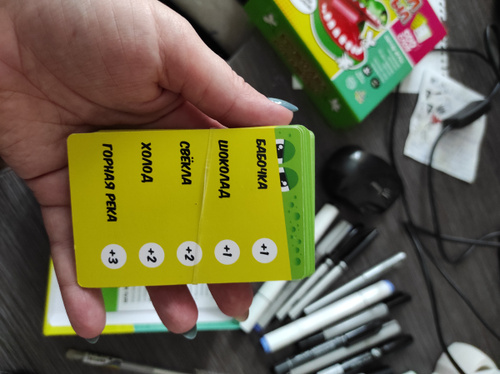 БАБОЧКА +1
ШОКОЛАД +1
СВЁКЛА +2
ХОЛОД +2
ГОРНАЯ РЕКА +3